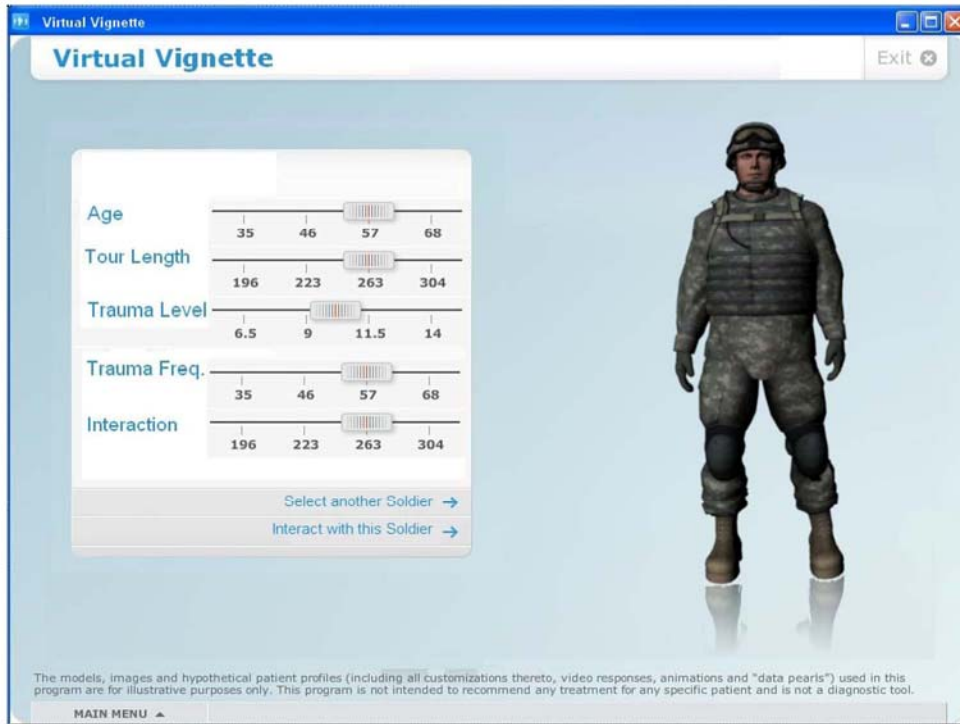 Virtual Vignette
Virtual Vignette
Exit
Age
35 46 57 68
Tour Length
196 223 263 304
Trauma Level
6.5 9 11.5 14
Trauma Freq.
35 46 57 68
Interaction
196 223 263 304
Select another Soldier →
Interact with this Soldier →
The models, images and hypothetical patient profiles (including all customizations thereto, video responses, animations and "data pearls") used in this
program are for illustrative purposes only. This program is not intended to recommend any treatment for any specific patient and is not a diagnostic tool.
MAIN MENU